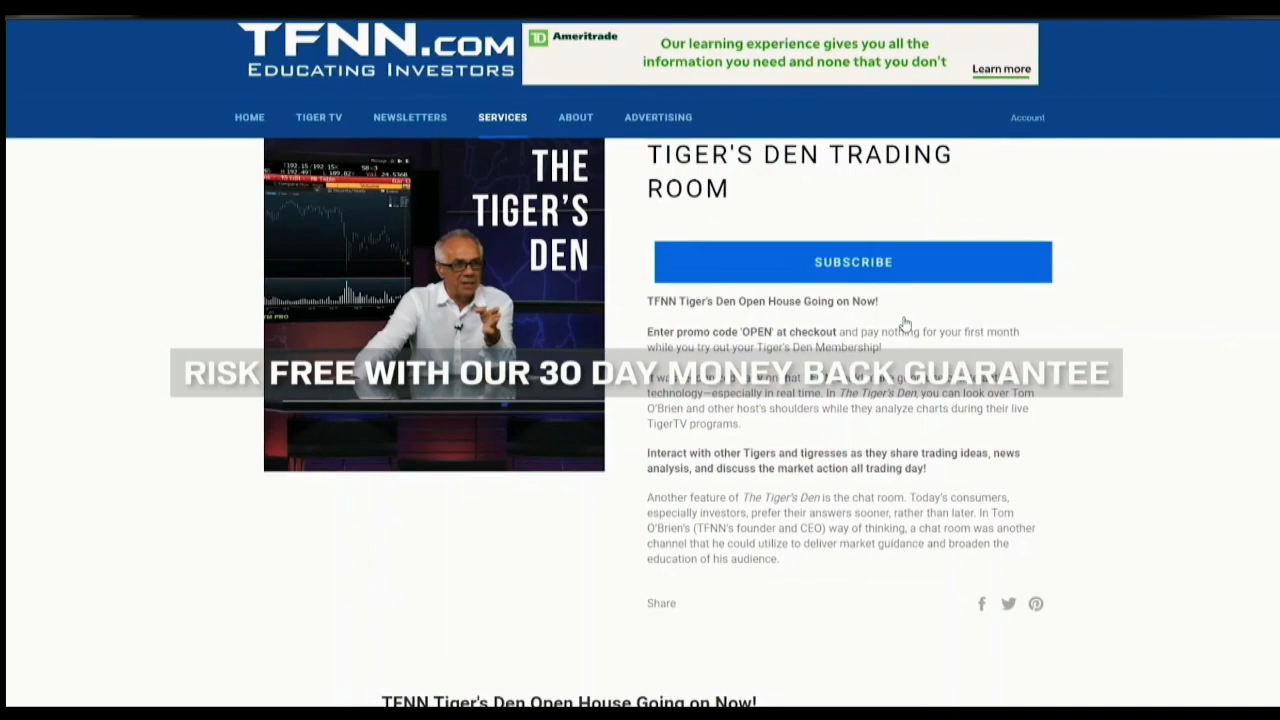 TFNN.COM
EDUCATING INVESTORS
Ameritrade
Our learning experience gives you all the
information you need and none that you don't
Learn more
HOME TIGER TV NEWSLETTERS SERVICES ABOUT ADVERTISING Account
THE
TIGER'S
DEN
TIGER'S DEN TRADING
ROOM
SUBSCRIBE
TFNN Tiger's Den Open House Going on Now!
Enter promo code 'OPEN' at checkout and pay nothing for your first month
while you try out your Tiger's Den Membership!
RISK FREE WITH OUR 30 DAY MONEY BACK GUARANTEE
technology—especially in real time. In The Tiger's Den, you can look over Tom
O'Brien and other host's shoulders while they analyze charts during their live
TigerTV programs.
Interact with other Tigers and tigresses as they share trading ideas, news
analysis, and discuss the market action all trading day!
Another feature of The Tiger's Den is the chat room. Today's consumers,
especially investors, prefer their answers sooner, rather than later. In Tom
O'Brien's (TFNN's founder and CEO) way of thinking, a chat room was another
channel that he could utilize to deliver market guidance and broaden the
education of his audience.
Share
TFNN Tiger's Den Open House Going on Now!